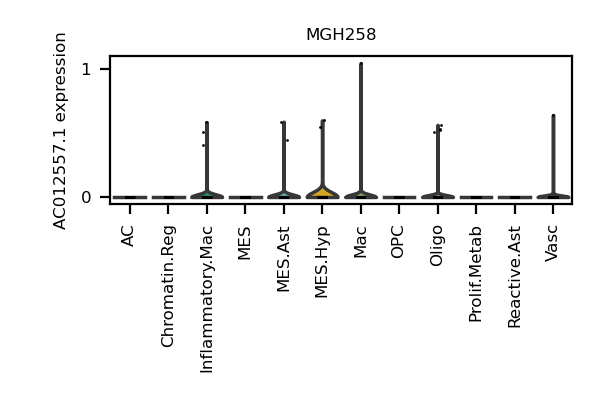 MGH258
AC012557.1 expression
1
0
AC
Chromatin.Reg
Inflammatory.Mac
MES
MES.Ast
MES.Hyp
Mac
OPC
Oligo
Prolif.Metab
Reactive.Ast
Vasc